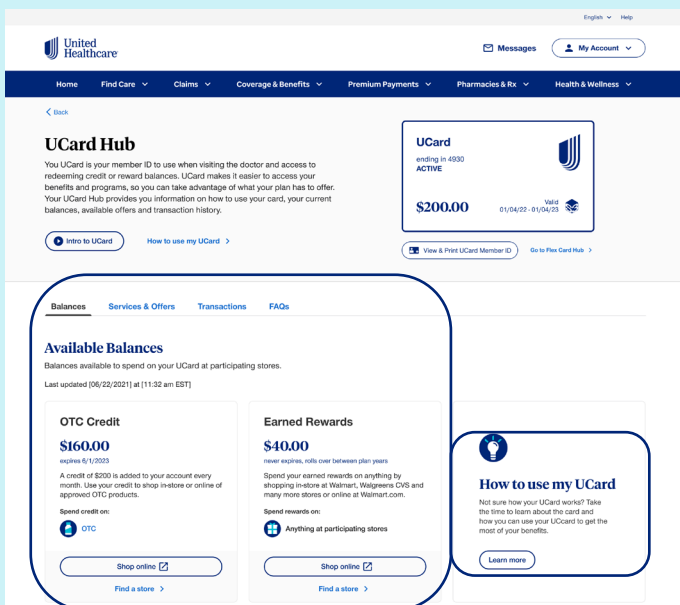 English Help
United
Healthcare
Messages My Account
Home Find Care Claims Coverage & Benefits Premium Payments Pharmacies & Rx Health & Wellness
Back
UCard Hub
You UCard is your member ID to use when visiting the doctor and access to
redeeming credit or reward balances. UCard makes it easier to access your
benefits and programs, so you can take advantage of what your plan has to offer.
Your UCard Hub provides you information on how to use your card, your current
balances, available offers and transaction history.
Intro to UCard How to use my UCard
UCard
ending in 4930
ACTIVE
$200.00
Valid
01/04/22 - 01/04/23
View & Print UCard Member ID Go to Flex Card Hub
Balances Services & Offers Transactions FAQs
Available Balances
Balances available to spend on your UCard at participating stores.
Last updated [06/22/2021] at [11:32 am EST]
OTC Credit
$160.00
expires 6/1/2023
A credit of $200 is added to your account every
month. Use your credit to shop in-store or online of
approved OTC products.
Spend credit on:
OTC
Shop online
Find a store
Earned Rewards
$40.00
never expires, rolls over between plan years
Spend your earned rewards on anything by
shopping in-store at Walmart, Walgreens CVS and
many more stores or online at Walmart.com.
Spend rewards on:
Anything at participating stores
Shop online
Find a store
How to use my UCard
Not sure how your UCard works? Take
the time to learn about the card and
how you can use your UCcard to get the
most of your benefits.
Learn more